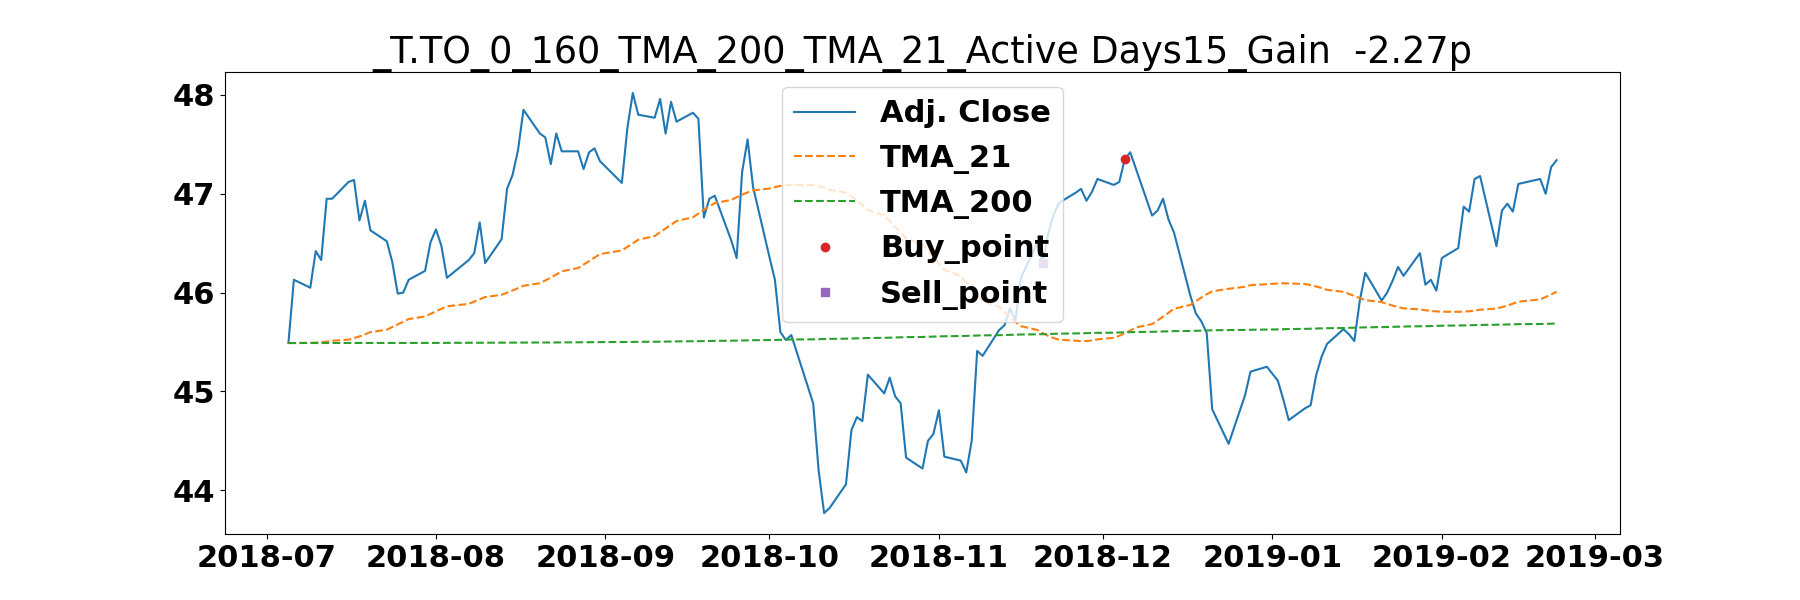 _T.TO_0_160_TMA_200_TMA_21_Active Days15_Gain  -2.27p
48
47
46
45
44
Adj. Close
TMA_21
TMA_200
Buy_point
Sell_point
2018-07 2018-08 2018-09 2018-10 2018-11 2018-12 2019-01 2019-02 2019-03